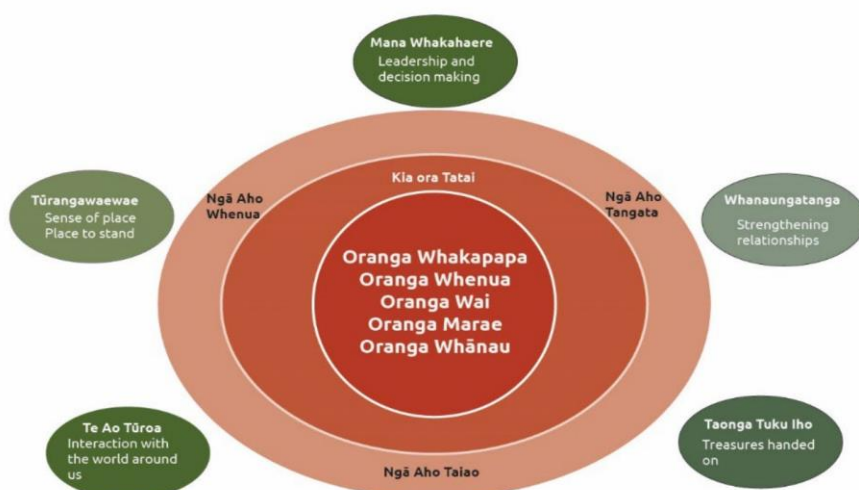 Mana Whakahaere
Leadership and
decision making
Tūrangawaewae
Sense of place
Place to stand
Ngā Aho
Whenua
Kia ora Tatai
Ngā Aho
Tangata
Whanaungatanga
Strengthening
relationships
Oranga Whakapapa
Oranga Whenua
Oranga Wai
Oranga Marae
Oranga Whānau
Te Ao Tūroa
Interaction with
the world around
us
Ngā Aho Taiao
Taonga Tuku Iho
Treasures handed
on